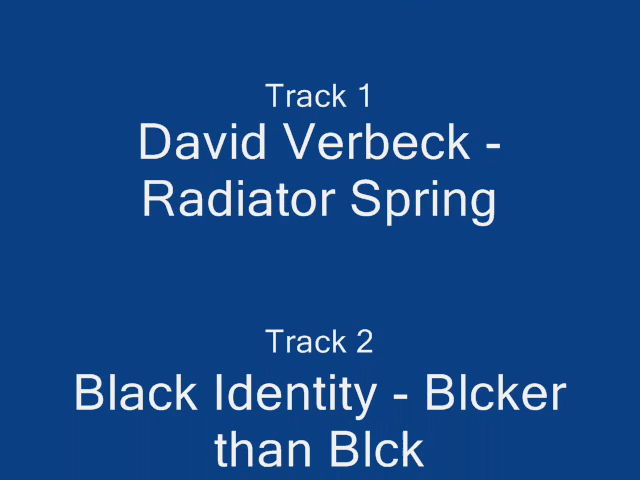 Track 1
David Verbeck -
Radiator Spring
Track 2
Black Identity - Blcker
than Blck